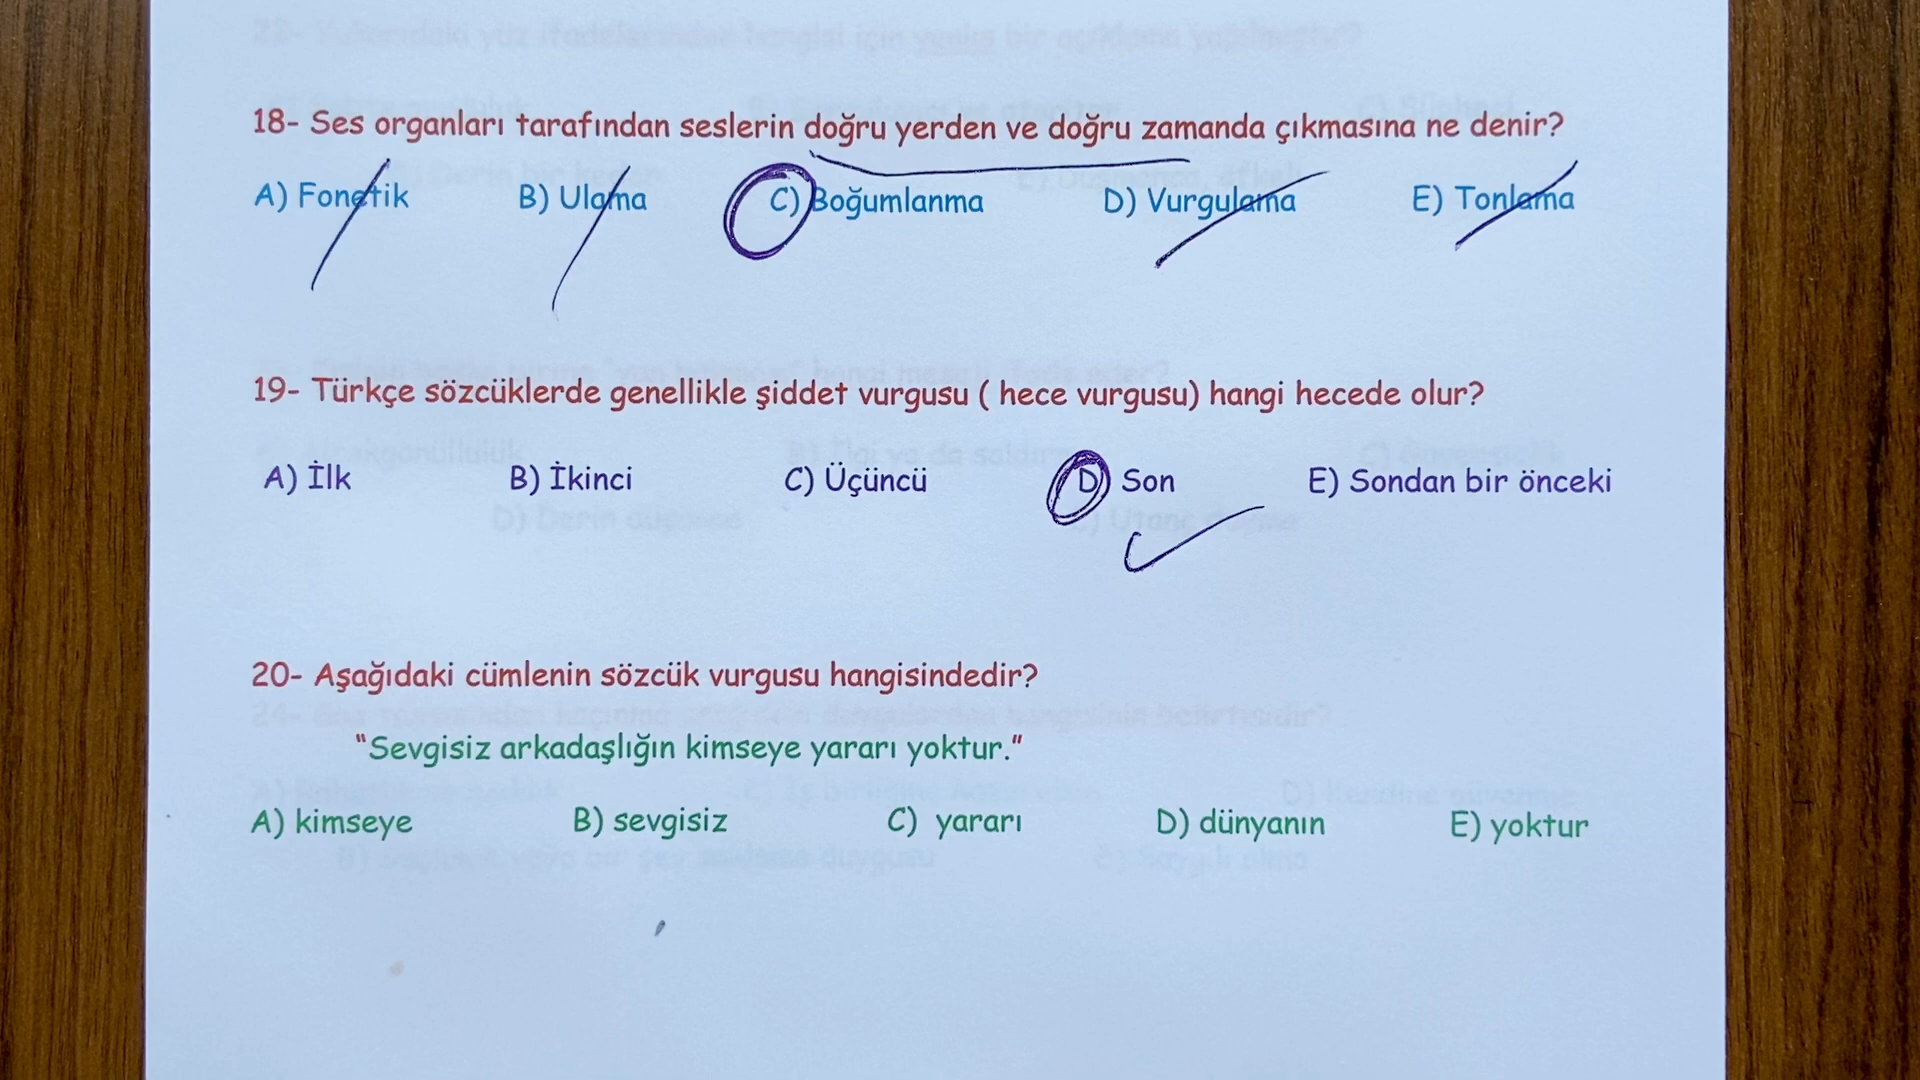 18- Ses organları tarafından seslerin doğru yerden ve doğru zamanda çıkmasına ne denir?
A) Fonetik B) Ulama C) Boğumlanma D) Vurgulama E) Tonlama
19- Türkçe sözcüklerde genellikle şiddet vurgusu ( hece vurgusu) hangi hecede olur?
A) İlk B) İkinci C) Üçüncü D) Son E) Sondan bir önceki
20- Aşağıdaki cümlenin sözcük vurgusu hangisindedir?
"Sevgisiz arkadaşlığın kimseye yararı yoktur."
A) kimseye B) sevgisiz C) yararı D) dünyanın E) yoktur